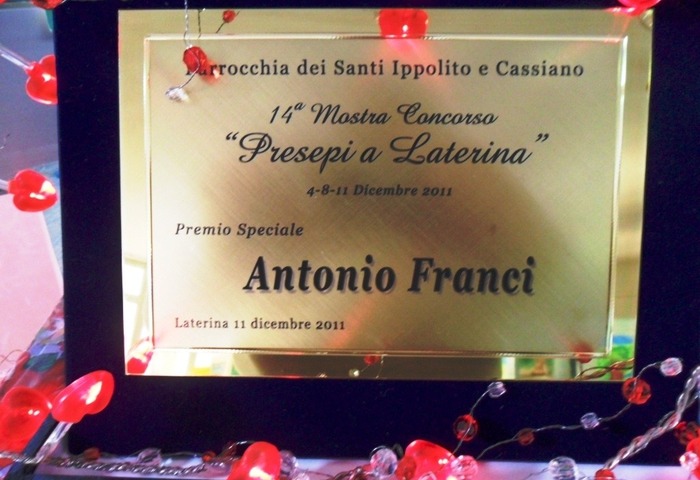 Parrocchia dei Santi Ippolito e Cassiano
14ª Mostra Concorso
“Presepi a Laterina”
4-8-11 Dicembre 2011
Premio Speciale
Antonio Franci
Laterina 11 dicembre 2011